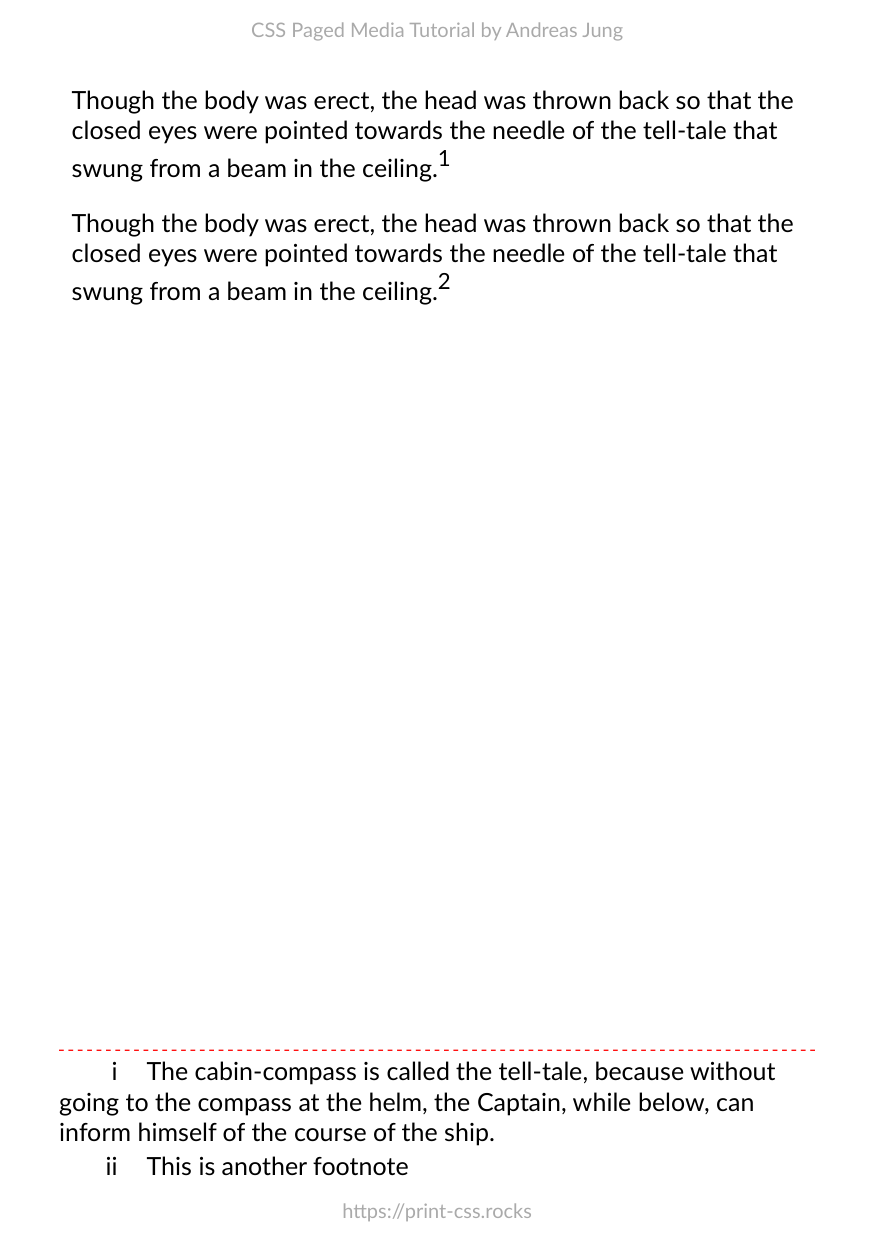 CSS Paged Media Tutorial by Andreas Jung
Though the body was erect, the head was thrown back so that the
closed eyes were pointed towards the needle of the tell-tale that
swung from a beam in the ceiling.1
Though the body was erect, the head was thrown back so that the
closed eyes were pointed towards the needle of the tell-tale that
swung from a beam in the ceiling.2
i The cabin-compass is called the tell-tale, because without
going to the compass at the helm, the Captain, while below, can
inform himself of the course of the ship.
ii This is another footnote
https://print-css.rocks